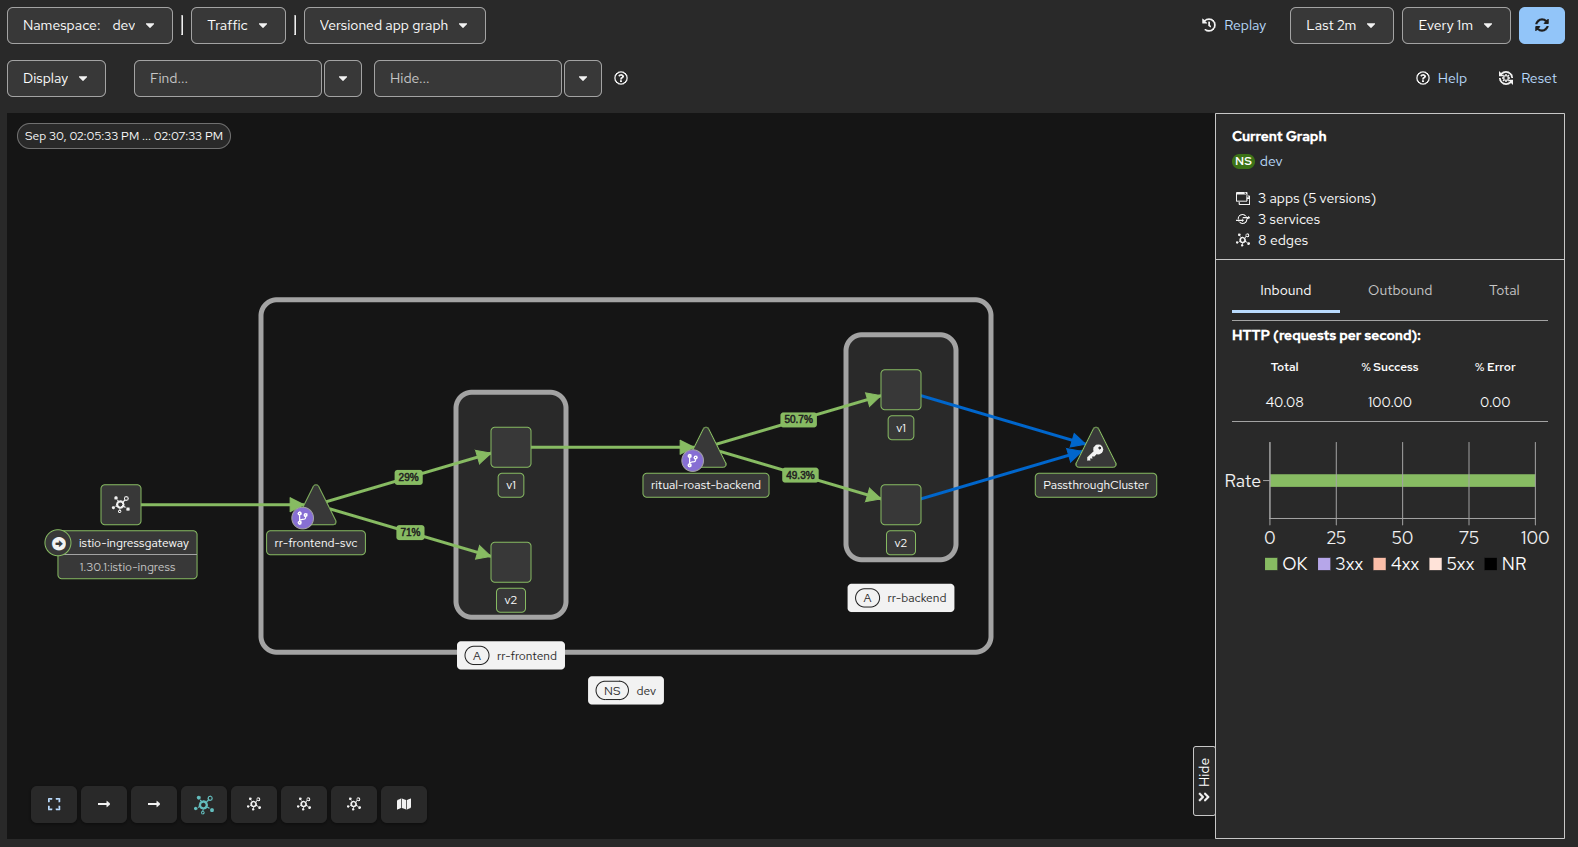 Namespace: dev
Traffic
Versioned app graph
Replay
Last 2m
Every 1m
Display
Find...
Hide...
Help
Reset
Sep 30, 02:05:33 PM ... 02:07:33 PM
Current Graph
NS dev
3 apps (5 versions)
3 services
8 edges
Inbound
Outbound
Total
HTTP (requests per second):
Total
% Success
% Error
40.08
100.00
0.00
Rate
0
25
50
75
100
OK
3xx
4xx
5xx
NR
istio-ingressgateway
1.30.1:istio-ingress
rr-frontend-svc
29%
71%
v1
v2
A rr-frontend
ritual-roast-backend
50.7%
49.3%
v1
v2
A rr-backend
PassthroughCluster
NS dev
Hide